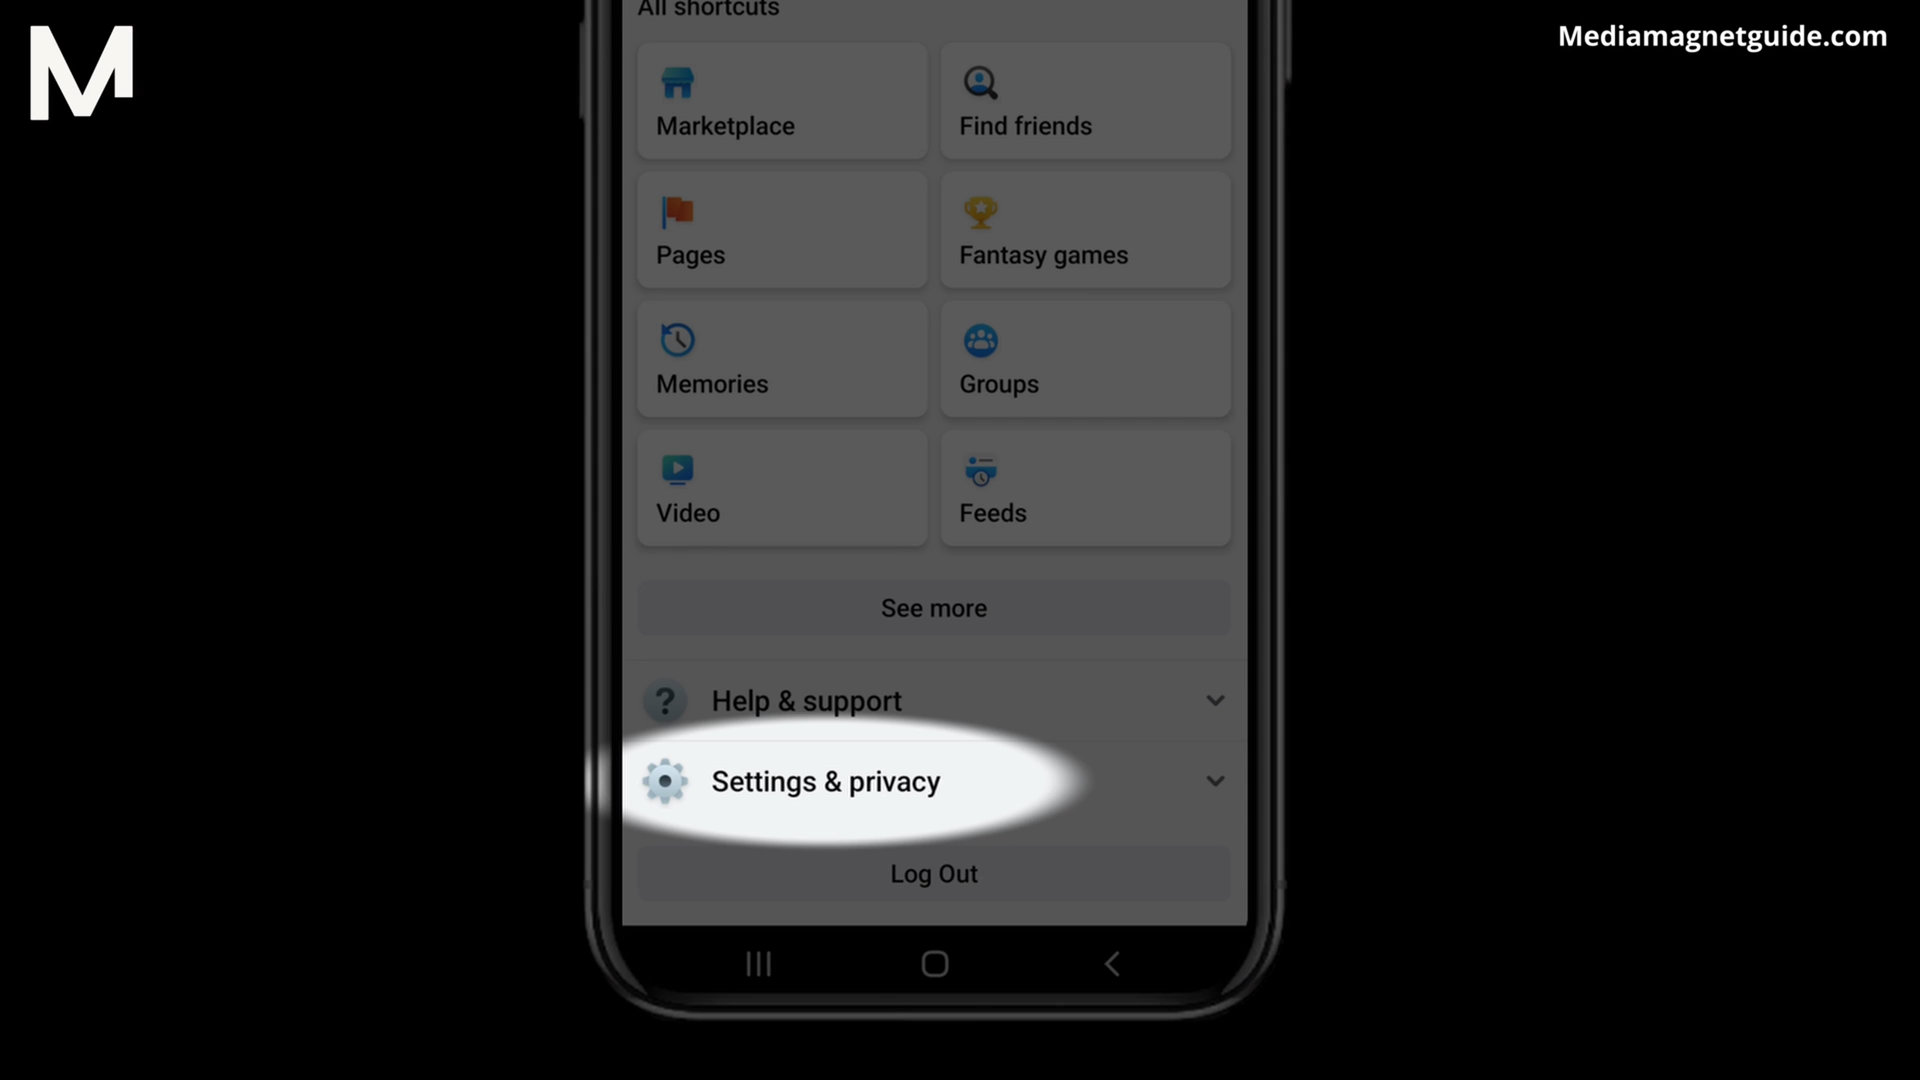 M
Mediamagnetguide.com
All shortcuts
Marketplace
Find friends
Pages
Fantasy games
Memories
Groups
Video
Feeds
See more
? Help & support
Settings & privacy
Log Out